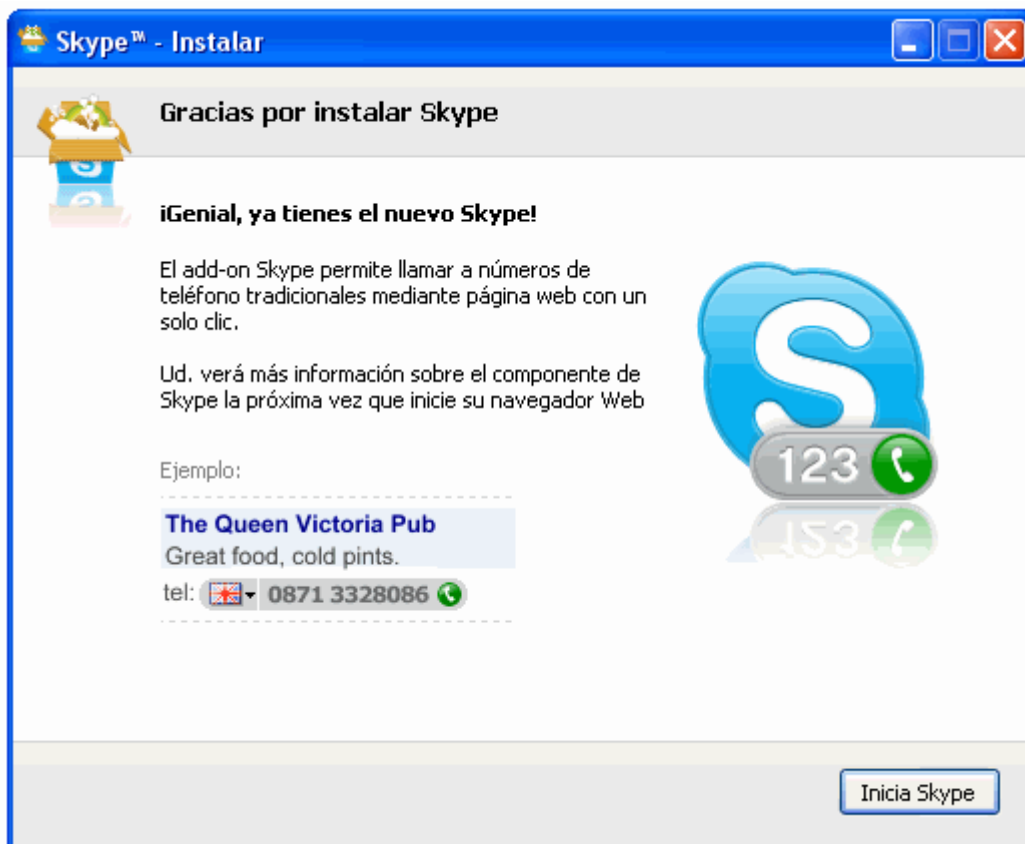 Skype™ - Instalar
Gracias por instalar Skype
¡Genial, ya tienes el nuevo Skype!
El add-on Skype permite llamar a números de
teléfono tradicionales mediante página web con un
solo clic.
Ud. verá más información sobre el componente de
Skype la próxima vez que inicie su navegador Web
Ejemplo:
The Queen Victoria Pub
Great food, cold pints.
tel: 0871 3328086
S
123
Inicia Skype